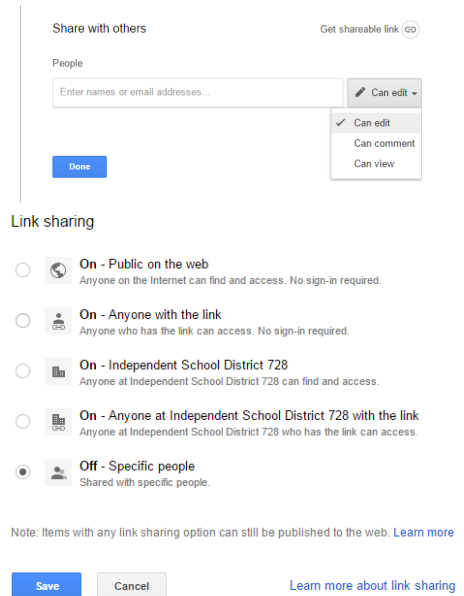 Share with others
Get shareable link
People
Enter names or email addresses...
Can edit
Can edit
Can comment
Can view
Done
Link sharing
On - Public on the web
Anyone on the Internet can find and access. No sign-in required.
On - Anyone with the link
Anyone who has the link can access. No sign-in required.
On - Independent School District 728
Anyone at Independent School District 728 can find and access.
On - Anyone at Independent School District 728 with the link
Anyone at Independent School District 728 who has the link can access.
Off - Specific people
Shared with specific people.
Note: Items with any link sharing option can still be published to the web. Learn more
Save
Cancel
Learn more about link sharing